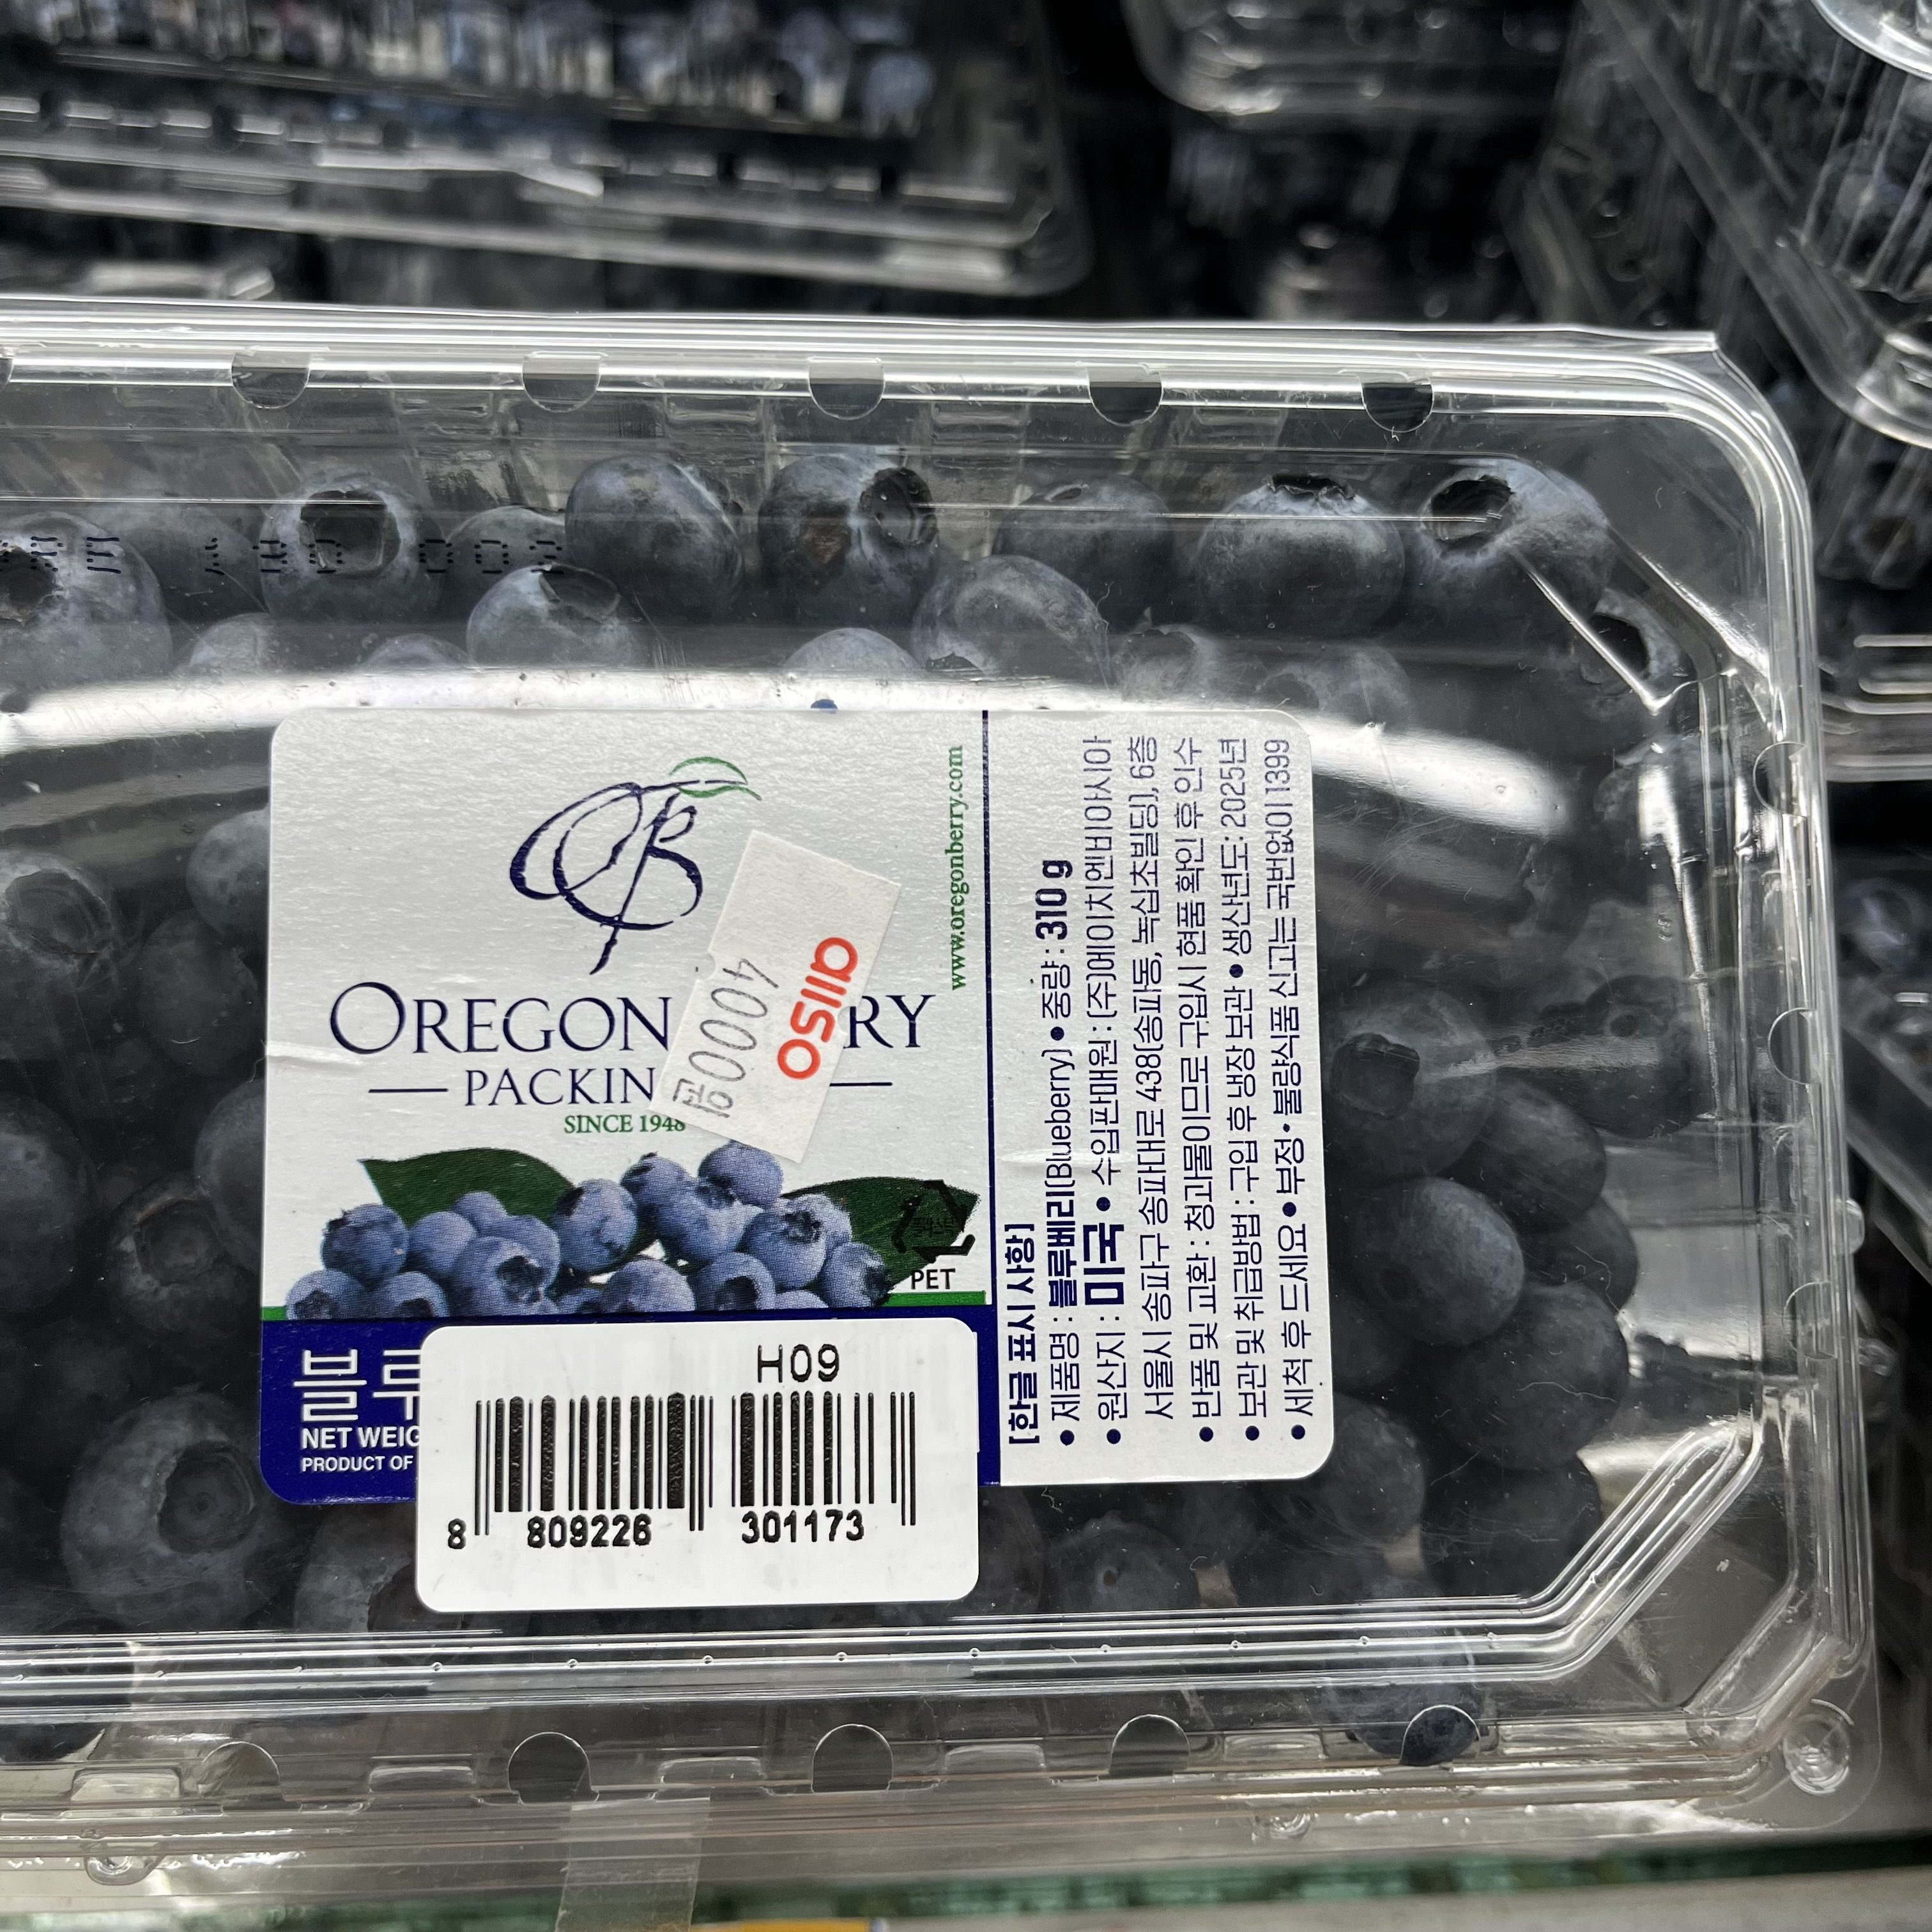 OREGON
RY
PACKIN
SINCE 1948
www.oregonberry.com
allso
4000원
PET
블루
NET WEIG
PRODUCT OF
H09
8 809226 301173
[한글 표시 사항]
• 제품명 : 블루베리(Blueberry) • 중량 : 310 g
• 원산지 : 미국 • 수입판매원 : (주)에이치엔비아시아
서울시 송파구 송파대로 438(송파동, 녹십초빌딩), 6층
• 반품 및 교환 : 청과물이므로 구입시 현품 확인 후 인수
• 보관 및 취급방법 : 구입 후 냉장 보관 • 생산년도: 2025년
• 세척 후 드세요 • 부정·불량식품 신고는 국번없이 1399